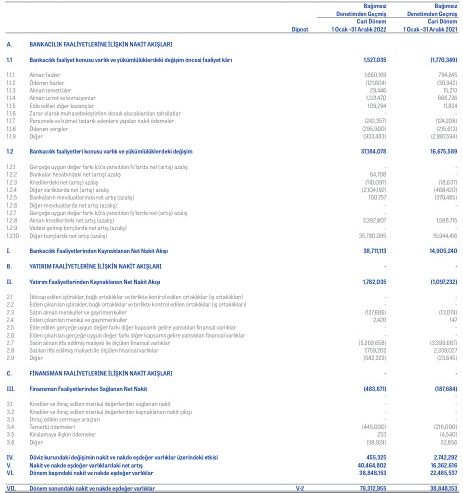 Bağımsız Bağımsız
Denetimden Geçmiş Denetimden Geçmiş
Cari Dönem Cari Dönem
Dipnot 1 Ocak -31 Aralık 2022 1 Ocak -31 Aralık 2021
A. BANKACILIK FAALİYETLERİNE İLİŞKİN NAKİT AKIŞLARI
1.1 Bankacılık faaliyet konusu varlık ve yükümlülüklerdeki değişim öncesi faaliyet kârı 1,527,035 (1,770,349)
1.1.1 Alınan faizler 1,660,169 794,245
1.1.2 Ödenen faizler (121,604) (30,942)
1.1.3 Alınan temettüler 29,446 15,213
1.1.4 Alınan ücret ve komisyonlar 1,321,470 668,726
1.1.5 Elde edilen diğer kazançlar 109,294 11,824
1.1.6 Zarar olarak muhasebeleştirilen donuk alacaklardan tahsilatlar - -
1.1.7 Personele ve hizmet tedarik edenlere yapılan nakit ödemeler (242,357) (124,208)
1.1.8 Ödenen vergiler (295,900) (215,613)
1.1.9 Diğer (933,483) (2,887,594)
1.2 Bankacılık faaliyetleri konusu varlık ve yükümlülüklerdeki değişim 37,184,078 16,675,589
1.2.1 Gerçeğe uygun değer farkı k/z'a yansıtılan fv'larda net (artış) azalış - -
1.2.2 Bankalar hesabındaki net (artış) azalış 64,708 -
1.2.3 Kredilerdeki net (artış) azalış (110,097) (18,637)
1.2.4 Diğer varlıklarda net (artış) azalış (2,104,192) (468,420)
1.2.5 Bankaların mevduatlarında net artış (azalış) 150,757 (370,485)
1.2.6 Diğer mevduatlarda net artış (azalış) - -
1.2.7 Gerçeğe uygun değer farkı k/z'a yansıtılan fy'lerde net artış (azalış) - -
1.2.8 Alınan kredilerdeki net artış (azalış) 3,392,807 1,588,715
1.2.9 Vadesi gelmiş borçlarda net artış (azalış) - -
1.2.10 Diğer borçlarda net artış (azalış) 35,790,095 15,944,416
I. Bankacılık Faaliyetlerinden Kaynaklanan Net Nakit Akışı 38,711,113 14,905,240
B. YATIRIM FAALİYETLERİNE İLİŞKİN NAKİT AKIŞLARI - -
II. Yatırım Faaliyetlerinden Kaynaklanan Net Nakit Akışı 1,782,035 (1,097,232)
2.1 İktisap edilen iştirakler, bağlı ortaklıklar ve birlikte kontrol edilen ortaklıklar (iş ortaklıkları) - -
2.2 Elden çıkarılan iştirakler, bağlı ortaklıklar ve birlikte kontrol edilen ortaklıklar (iş ortaklıkları) - -
2.3 Satın alınan menkuller ve gayrimenkuller (127,606) (13,074)
2.4 Elden çıkarılan menkul ve gayrimenkuller 2,420 147
2.5 Elde edilen gerçeğe uygun değer farkı diğer kapsamlı gelire yansıtılan finansal varlıklar - -
2.6 Elden çıkarılan gerçeğe uygun değer farkı diğer kapsamlı gelire yansıtılan finansal varlıklar - -
2.7 Satın alınan itfa edilmiş maliyeti ile ölçülen finansal varlıklar (5,269,658) (3,399,687)
2.8 Satılan itfa edilmiş maliyeti ile ölçülen finansal varlıklar 7,759,202 2,339,027
2.9 Diğer (582,323) (23,645)
C. FİNANSMAN FAALİYETLERİNE İLİŞKİN NAKİT AKIŞLARI - -
III. Finansman Faaliyetlerinden Sağlanan Net Nakit (483,671) (187,684)
3.1 Krediler ve ihraç edilen menkul değerlerden sağlanan nakit - -
3.2 Krediler ve ihraç edilen menkul değerlerden kaynaklanan nakit çıkışı - -
3.3 İhraç edilen sermaye araçları - -
3.4 Temettü ödemeleri (445,000) (216,000)
3.5 Kiralamaya ilişkin ödemeler 253 (4,540)
3.6 Diğer (38,924) 32,856
IV. Döviz kurundaki değişimin nakit ve nakde eşdeğer varlıklar üzerindeki etkisi 455,325 2,742,292
V. Nakit ve nakde eşdeğer varlıklardaki net artış 40,464,802 16,362,616
VI. Dönem başındaki nakit ve nakde eşdeğer varlıklar 38,848,153 22,485,537
VII. Dönem sonundaki nakit ve nakde eşdeğer varlıklar V-2 79,312,955 38,848,153